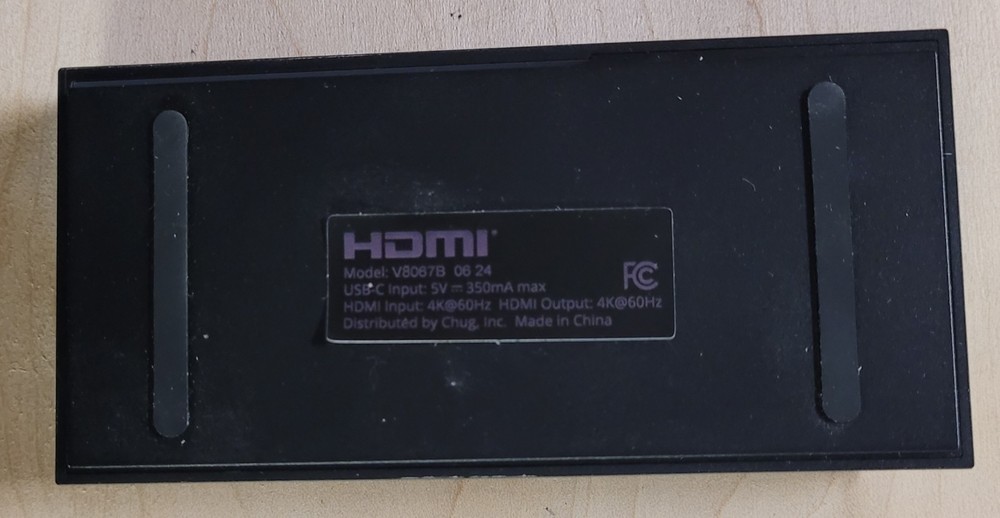 HDMI®
Model: V8067B 06 24
USB-C Input: 5V ⎓ 350mA max
FC
HDMI Input: 4K@60Hz HDMI Output: 4K@60Hz
Distributed by Chug, Inc. Made in China